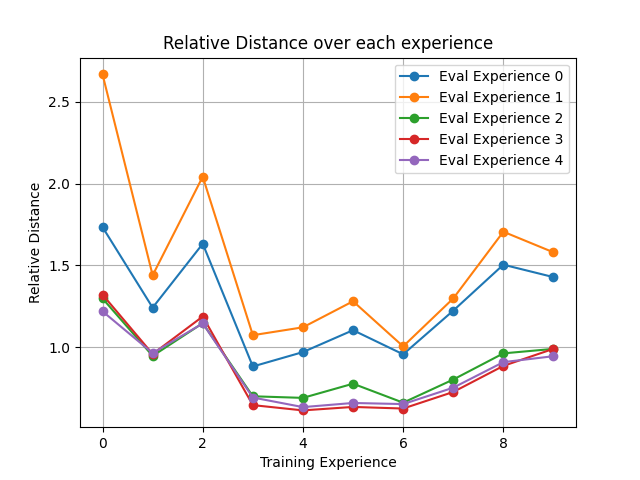 Relative Distance over each experience
Eval Experience 0
Eval Experience 1
Eval Experience 2
Eval Experience 3
Eval Experience 4
Relative Distance
2.5
2.0
1.5
1.0
0 2 4 6 8
Training Experience